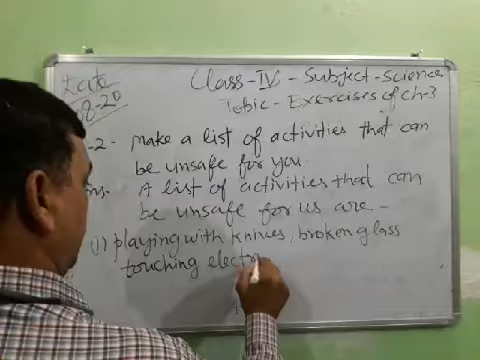 Date
8-20
Class-IV - Subject-Science
Topic - Exercises of Ch-3
-2- Make a list of activities that can
be unsafe for you.
Ans. A list of activities that can
be unsafe for us are -
(i) playing with knives, broken glass
touching electr